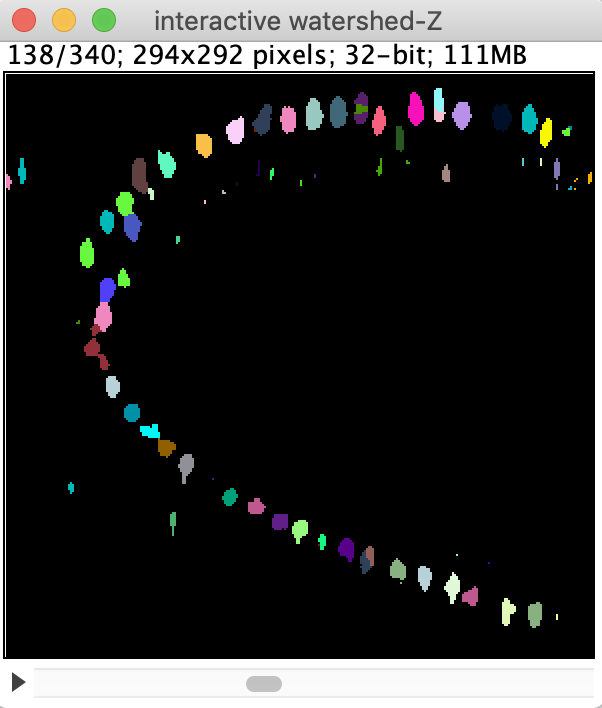 interactive watershed-Z
138/340; 294x292 pixels; 32-bit; 111MB